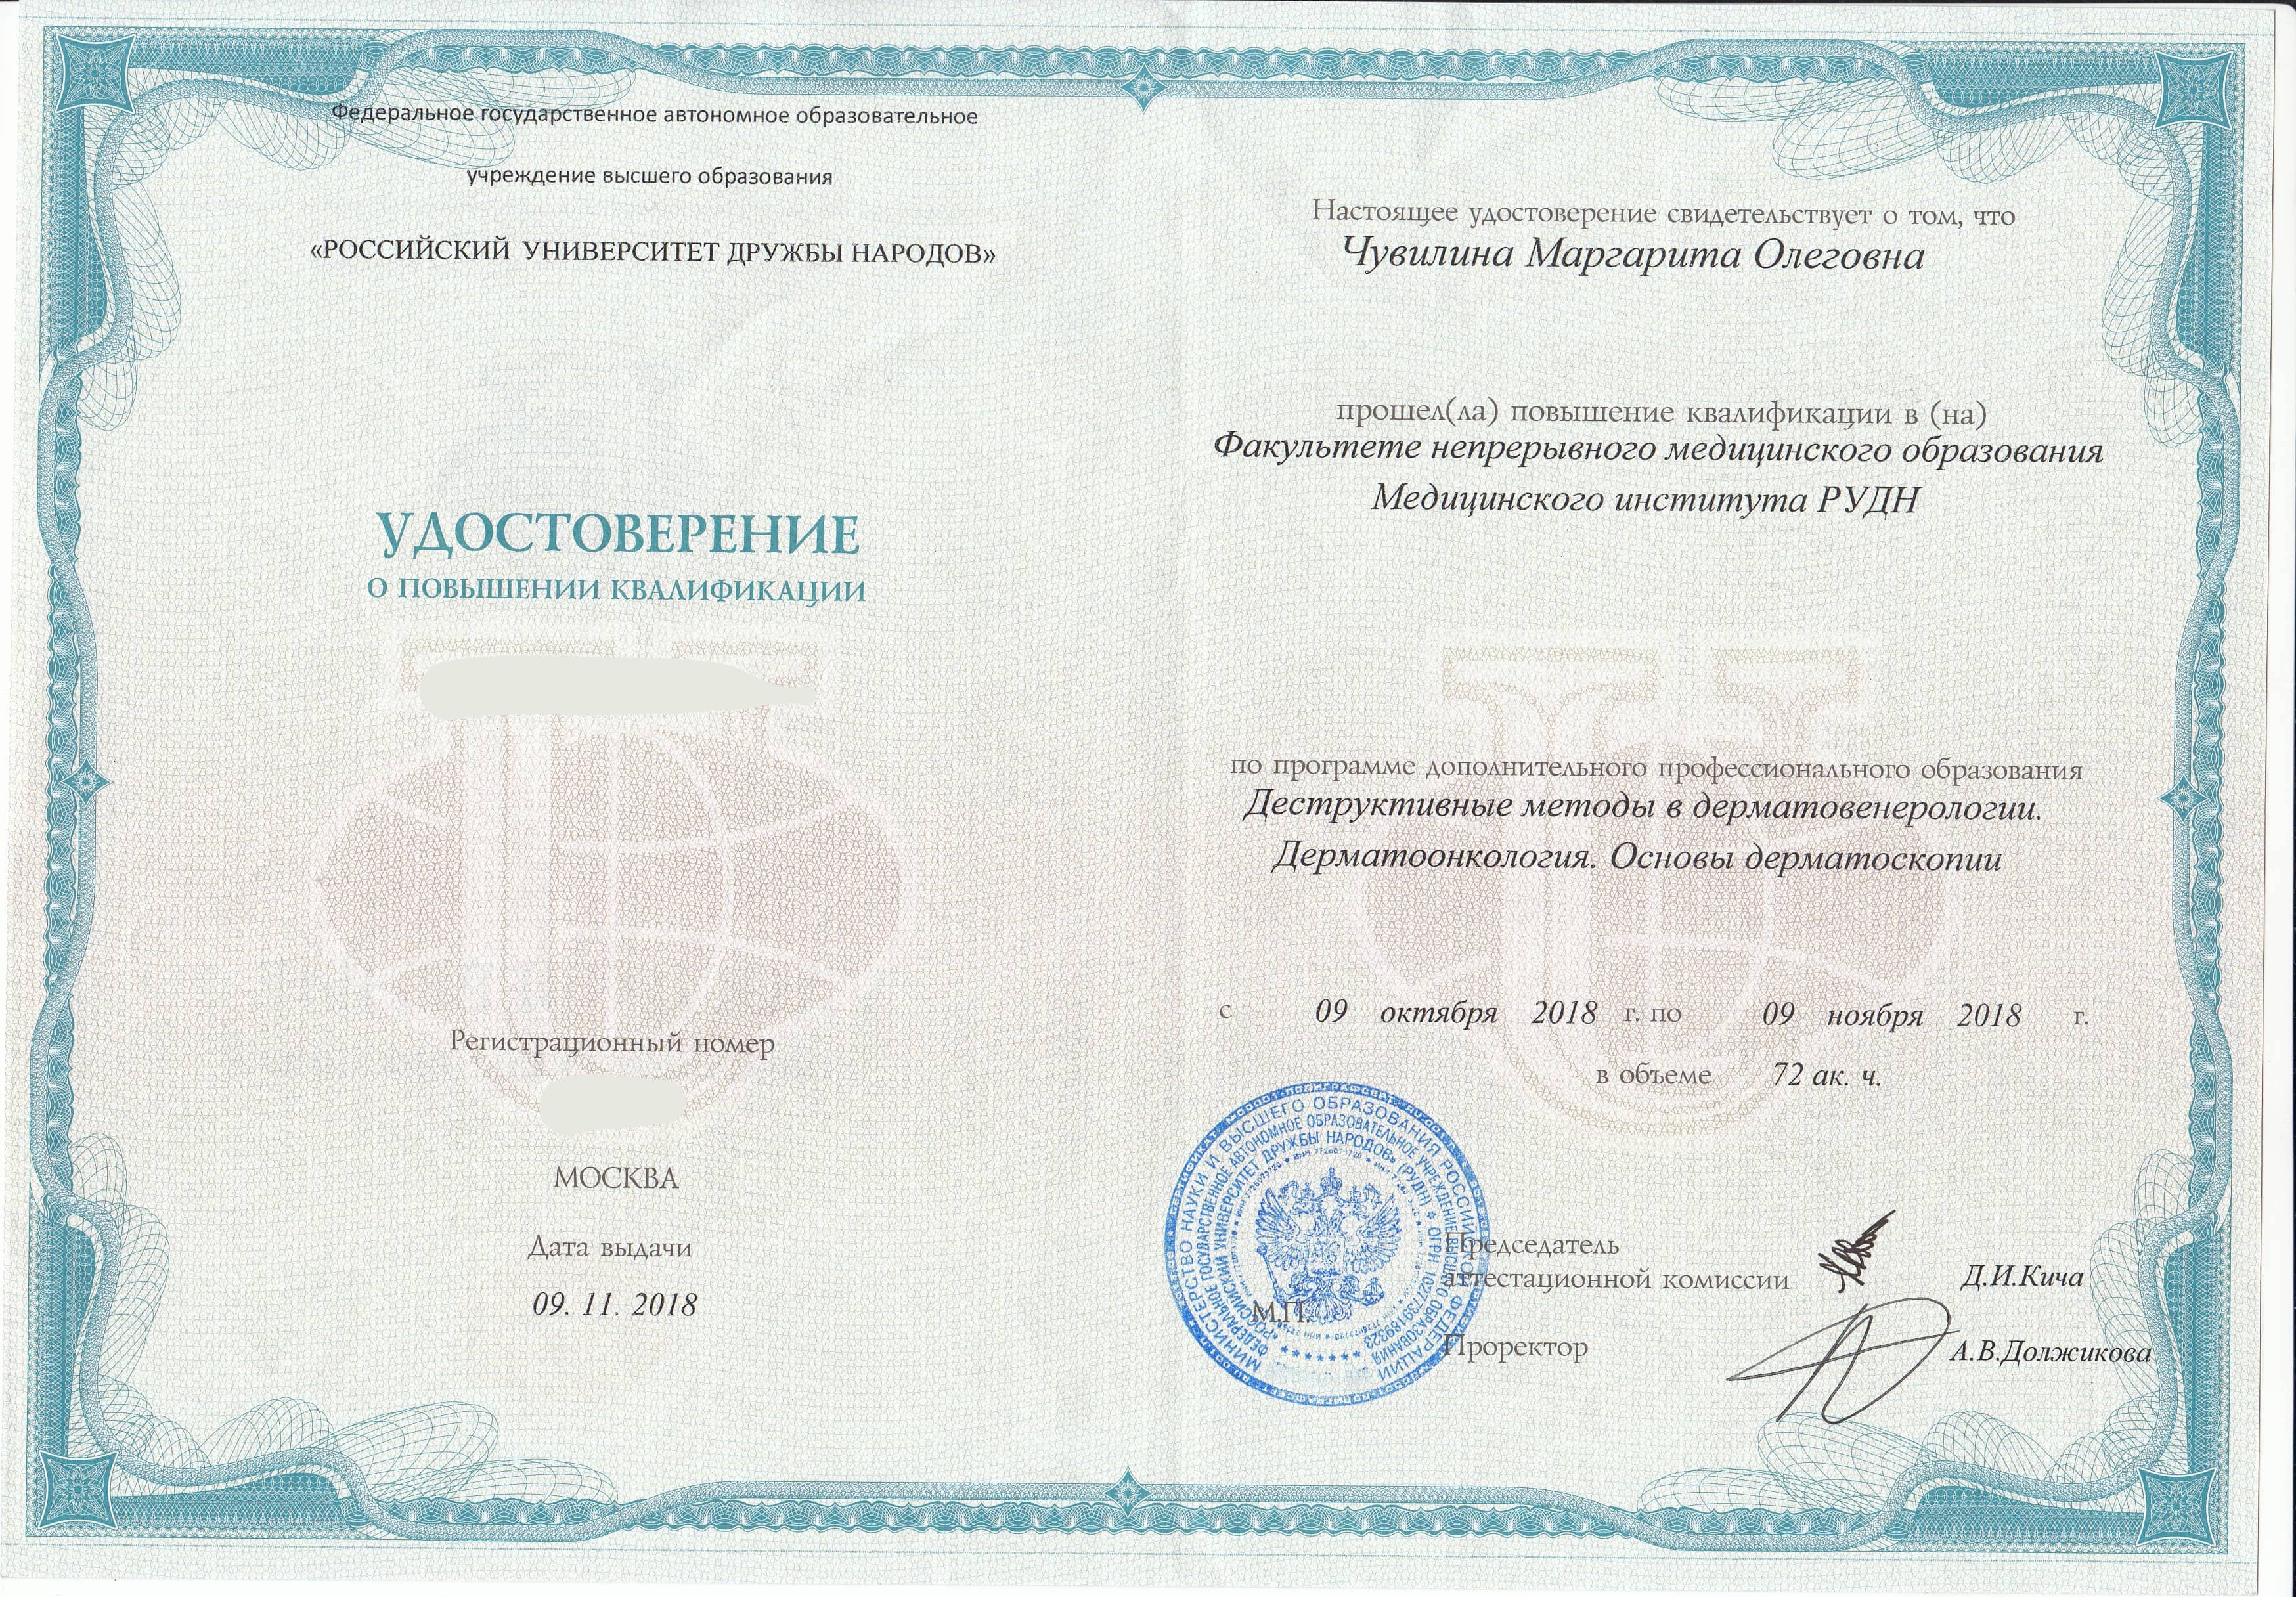 Федеральное государственное автономное образовательное
учреждение высшего образования
«РОССИЙСКИЙ УНИВЕРСИТЕТ ДРУЖБЫ НАРОДОВ»
УДОСТОВЕРЕНИЕ
О ПОВЫШЕНИИ КВАЛИФИКАЦИИ
Регистрационный номер
МОСКВА
Дата выдачи
09. 11. 2018
Настоящее удостоверение свидетельствует о том, что
Чувилина Маргарита Олеговна
прошел(ла) повышение квалификации в (на)
Факультете непрерывного медицинского образования
Медицинского института РУДН
по программе дополнительного профессионального образования
Деструктивные методы в дерматовенерологии.
Дерматоонкология. Основы дерматоскопии
с 09 октября 2018 г. по 09 ноября 2018 г.
в объеме 72 ак. ч.
МИНИСТЕРСТВО НАУКИ И ВЫСШЕГО ОБРАЗОВАНИЯ РОССИЙСКОЙ ФЕДЕРАЦИИ
ФЕДЕРАЛЬНОЕ ГОСУДАРСТВЕННОЕ АВТОНОМНОЕ ОБРАЗОВАТЕЛЬНОЕ УЧРЕЖДЕНИЕ ВЫСШЕГО ОБРАЗОВАНИЯ
«РОССИЙСКИЙ УНИВЕРСИТЕТ ДРУЖБЫ НАРОДОВ» (РУДН) * ОГРН 1027739189323
М.П.
Председатель
аттестационной комиссии Д.И.Кича
Проректор А.В.Должикова